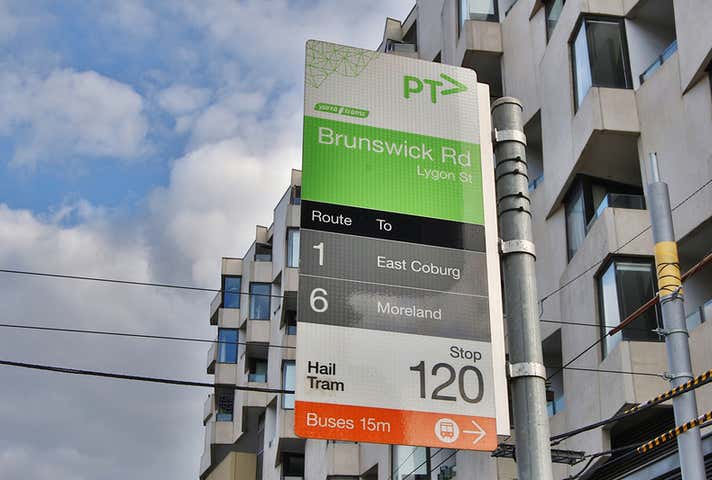 PT>
yarra trams
Brunswick Rd
Lygon St
Route To
1 East Coburg
6 Moreland
Hail Tram
Stop
120
Buses 15m